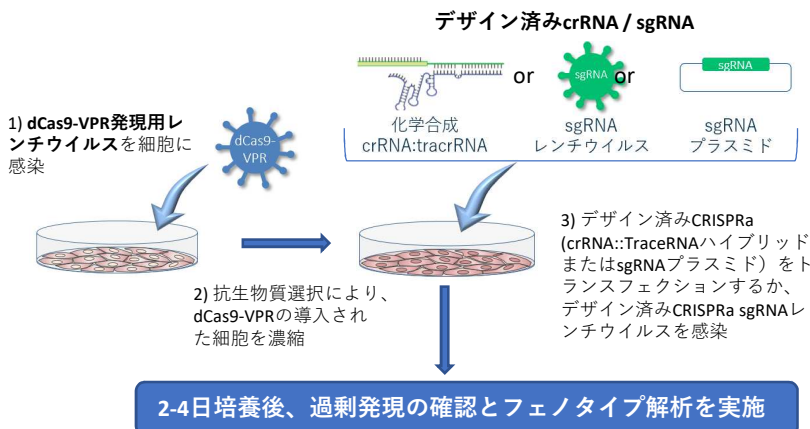 デザイン済みcrRNA / sgRNA
or
sgRNA
or
sgRNA
化学合成
crRNA:tracrRNA
sgRNA
レンチウイルス
sgRNA
プラスミド
1) dCas9-VPR発現用レ
ンチウイルスを細胞に
感染
dCas9-
VPR
2) 抗生物質選択により、
dCas9-VPRの導入され
た細胞を濃縮
3) デザイン済みCRISPRa
(crRNA::TraceRNAハイブリッド
またはsgRNAプラスミド）をト
ランスフェクションするか、
デザイン済みCRISPRa sgRNAレ
ンチウイルスを感染
2-4日培養後、過剰発現の確認とフェノタイプ解析を実施